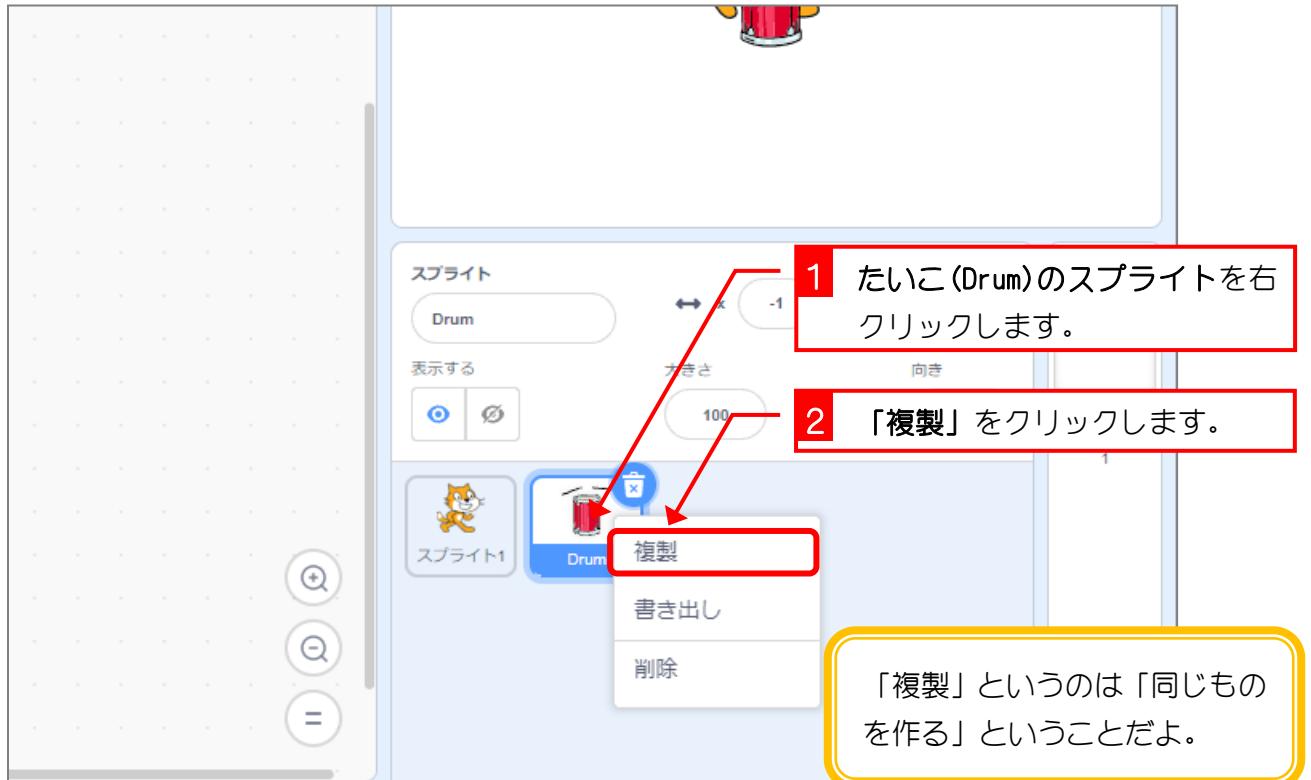 スプライト
Drum
x
-1
1 たいこ(Drum)のスプライトを右
クリックします。
表示する
大きさ
向き
100
2 「複製」をクリックします。
1
スプライト1
Drum
複製
書き出し
削除
「複製」というのは「同じもの
を作る」ということだよ。